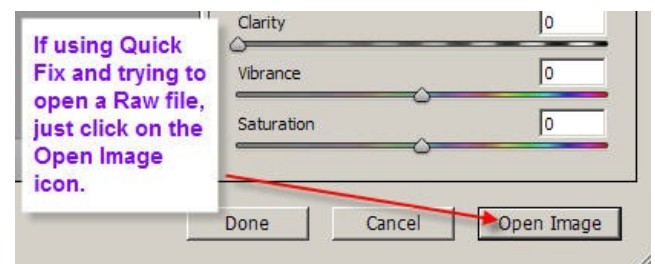 If using Quick
Fix and trying to
open a Raw file,
just click on the
Open Image
icon.
Clarity 0
Vibrance 0
Saturation 0
Done Cancel Open Image